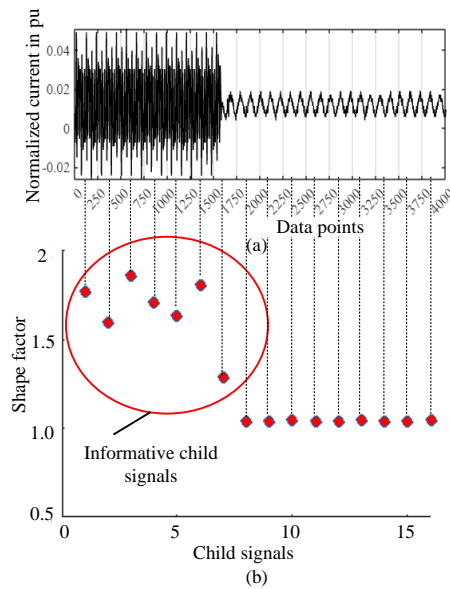 Normalized current in pu
0.04
0.02
0
-0.02
0 250 500 750 1000 1250 1500 1750 2000 2250 2500 2750 3000 3250 3500 3750 4000
Data points
(a)
Shape factor
2
1.5
1.0
0.5
Informative child
signals
0 5 10 15
Child signals
(b)